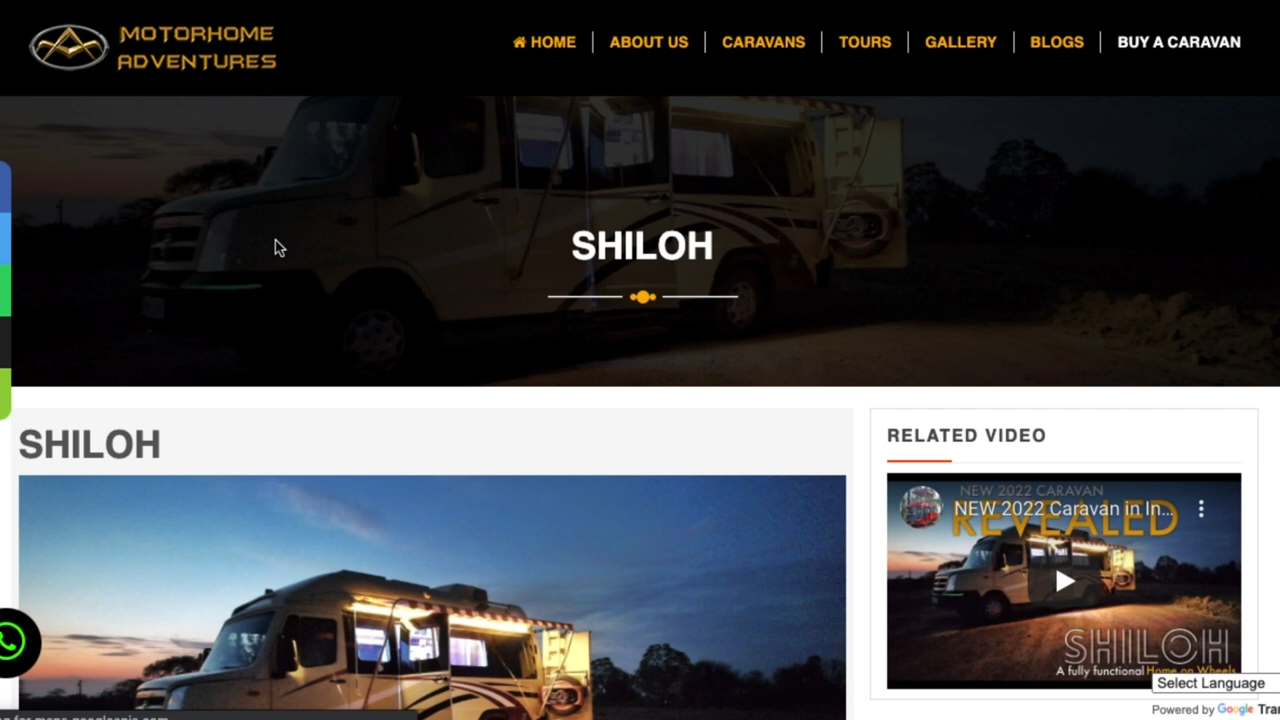 MOTORHOME
ADVENTURES
HOME
ABOUT US
CARAVANS
TOURS
GALLERY
BLOGS
BUY A CARAVAN
SHILOH
SHILOH
RELATED VIDEO
NEW 2022 CARAVAN
NEW 2022 Caravan in In...
REVEALED
SHILOH
A fully functional Home on Wheels
Select Language
Powered by Google Tran